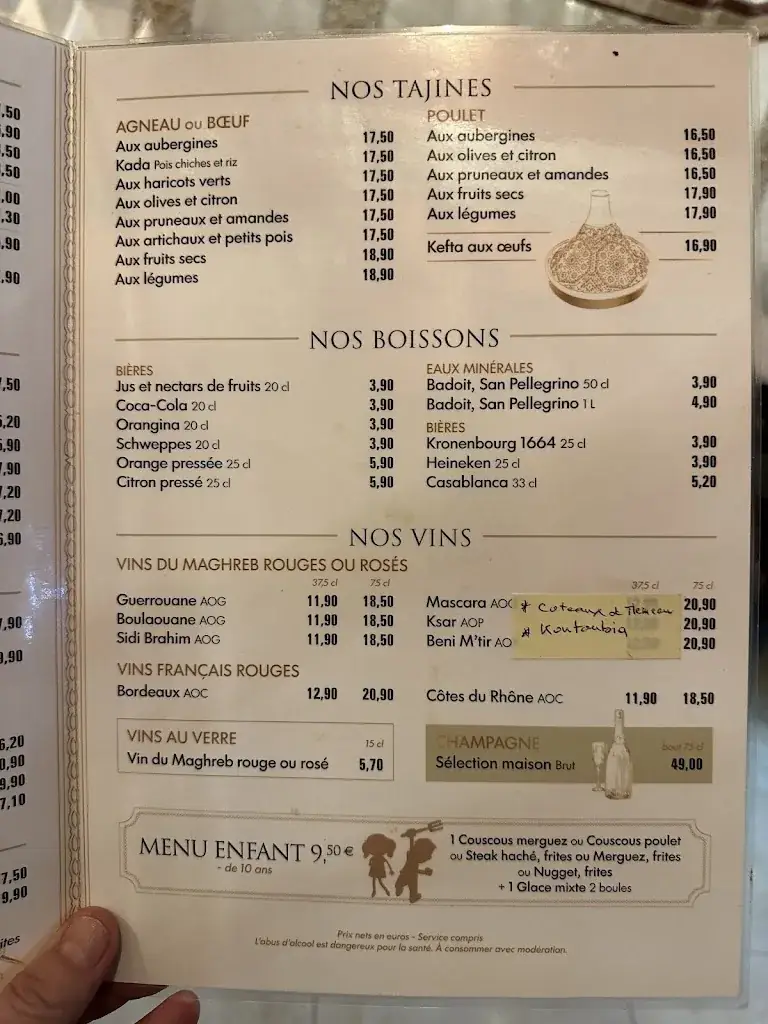 NOS TAJINES
AGNEAU ou BŒUF
Aux aubergines 17,50
Kada Pois chiches et riz 17,50
Aux haricots verts 17,50
Aux olives et citron 17,50
Aux pruneaux et amandes 17,50
Aux artichaux et petits pois 17,50
Aux fruits secs 18,90
Aux légumes 18,90
POULET
Aux aubergines 16,50
Aux olives et citron 16,50
Aux pruneaux et amandes 16,50
Aux fruits secs 17,90
Aux légumes 17,90
Kefta aux œufs 16,90
NOS BOISSONS
BIÈRES
Jus et nectars de fruits 20 cl 3,90
Coca-Cola 20 cl 3,90
Orangina 20 cl 3,90
Schweppes 20 cl 3,90
Orange pressée 25 cl 5,90
Citron pressé 25 cl 5,90
EAUX MINÉRALES
Badoit, San Pellegrino 50 cl 3,90
Badoit, San Pellegrino 1 L 4,90
BIÈRES
Kronenbourg 1664 25 cl 3,90
Heineken 25 cl 3,90
Casablanca 33 cl 5,20
NOS VINS
VINS DU MAGHREB ROUGES OU ROSÉS
37,5 cl 75 cl
Guerrouane AOG 11,90 18,50
Boulaouane AOG 11,90 18,50
Sidi Brahim AOG 11,90 18,50
37,5 cl 75 cl
Mascara AOC 20,90
Ksar AOP 20,90
Beni M'tir AO 20,90
* Coteaux de Tlemcen
* Koutoubia
VINS FRANÇAIS ROUGES
Bordeaux AOC 12,90 20,90
Côtes du Rhône AOC 11,90 18,50
VINS AU VERRE 15 cl
Vin du Maghreb rouge ou rosé 5,70
CHAMPAGNE bout 75 cl
Sélection maison Brut 49,00
MENU ENFANT 9,50 €
- de 10 ans
1 Couscous merguez ou Couscous poulet
ou Steak haché, frites ou Merguez, frites
ou Nugget, frites
+ 1 Glace mixte 2 boules
Prix nets en euros - Service compris
L'abus d'alcool est dangereux pour la santé. À consommer avec modération.